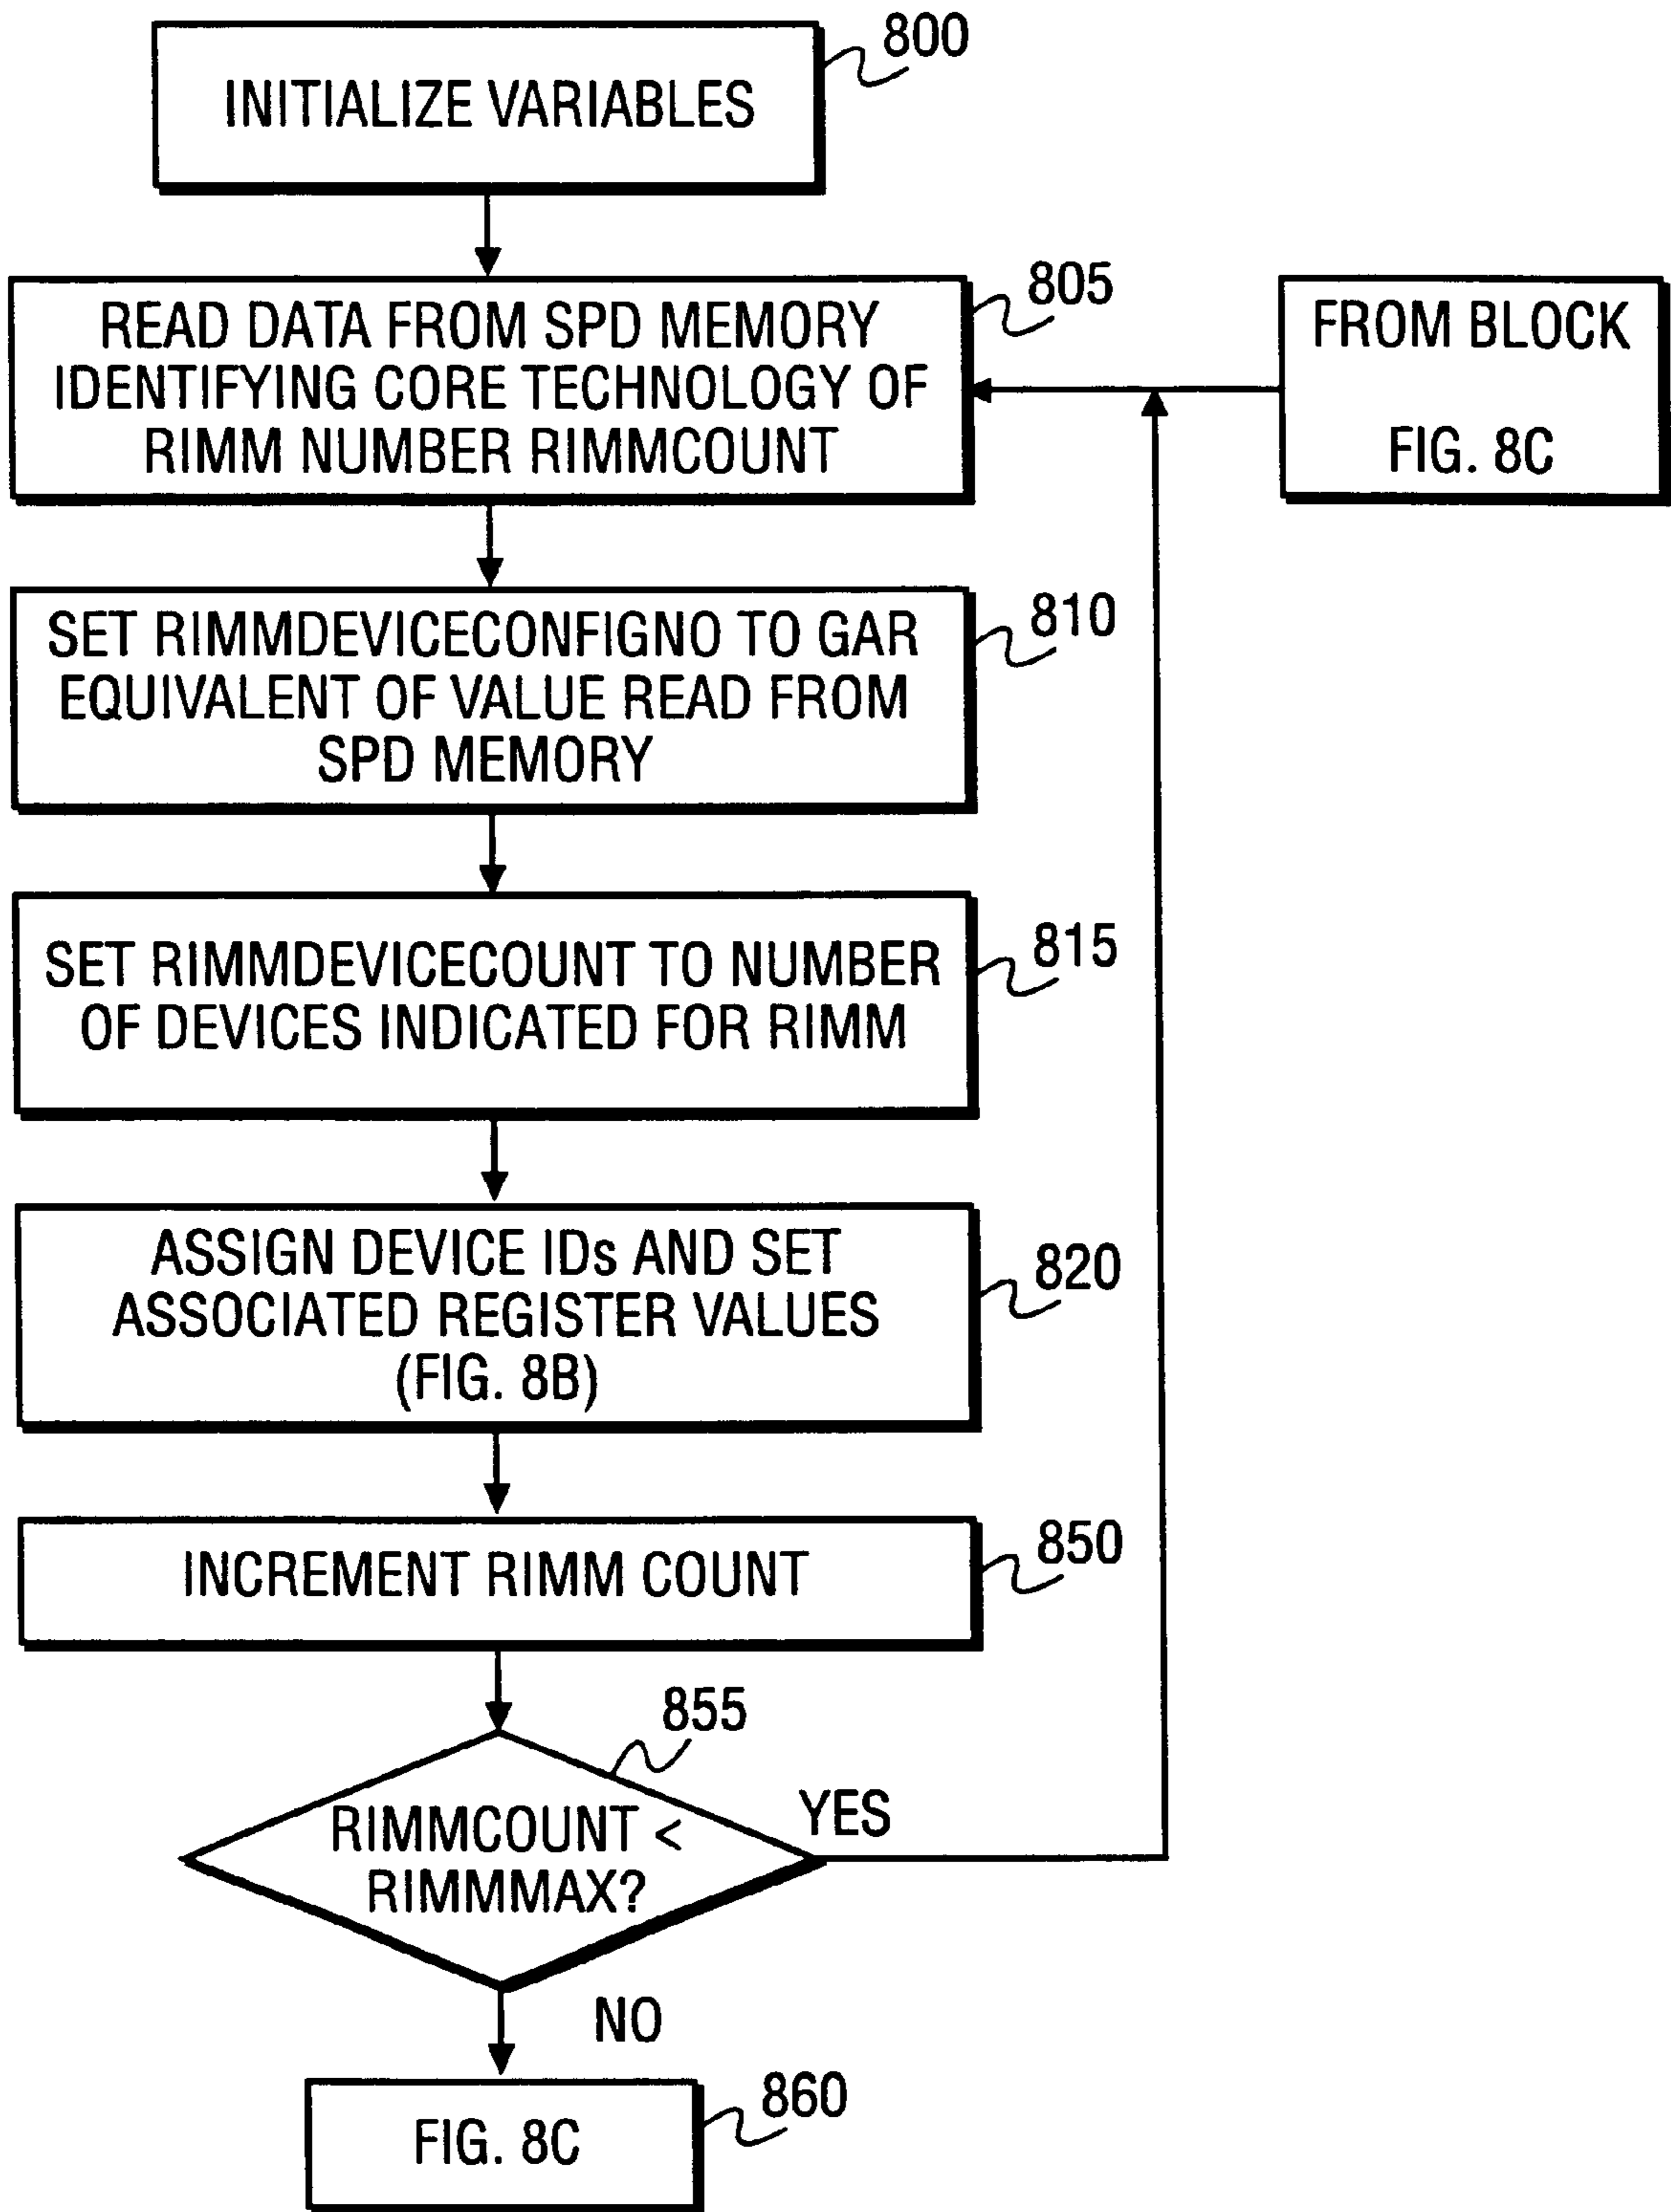 800
INITIALIZE VARIABLES
805
READ DATA FROM SPD MEMORY
IDENTIFYING CORE TECHNOLOGY OF
RIMM NUMBER RIMMCOUNT
FROM BLOCK
FIG. 8C
810
SET RIMMDEVICECONFIGNO TO GAR
EQUIVALENT OF VALUE READ FROM
SPD MEMORY
815
SET RIMMDEVICECOUNT TO NUMBER
OF DEVICES INDICATED FOR RIMM
820
ASSIGN DEVICE IDs AND SET
ASSOCIATED REGISTER VALUES
(FIG. 8B)
850
INCREMENT RIMM COUNT
855
RIMMCOUNT <
RIMMMAX?
YES
NO
860
FIG. 8C